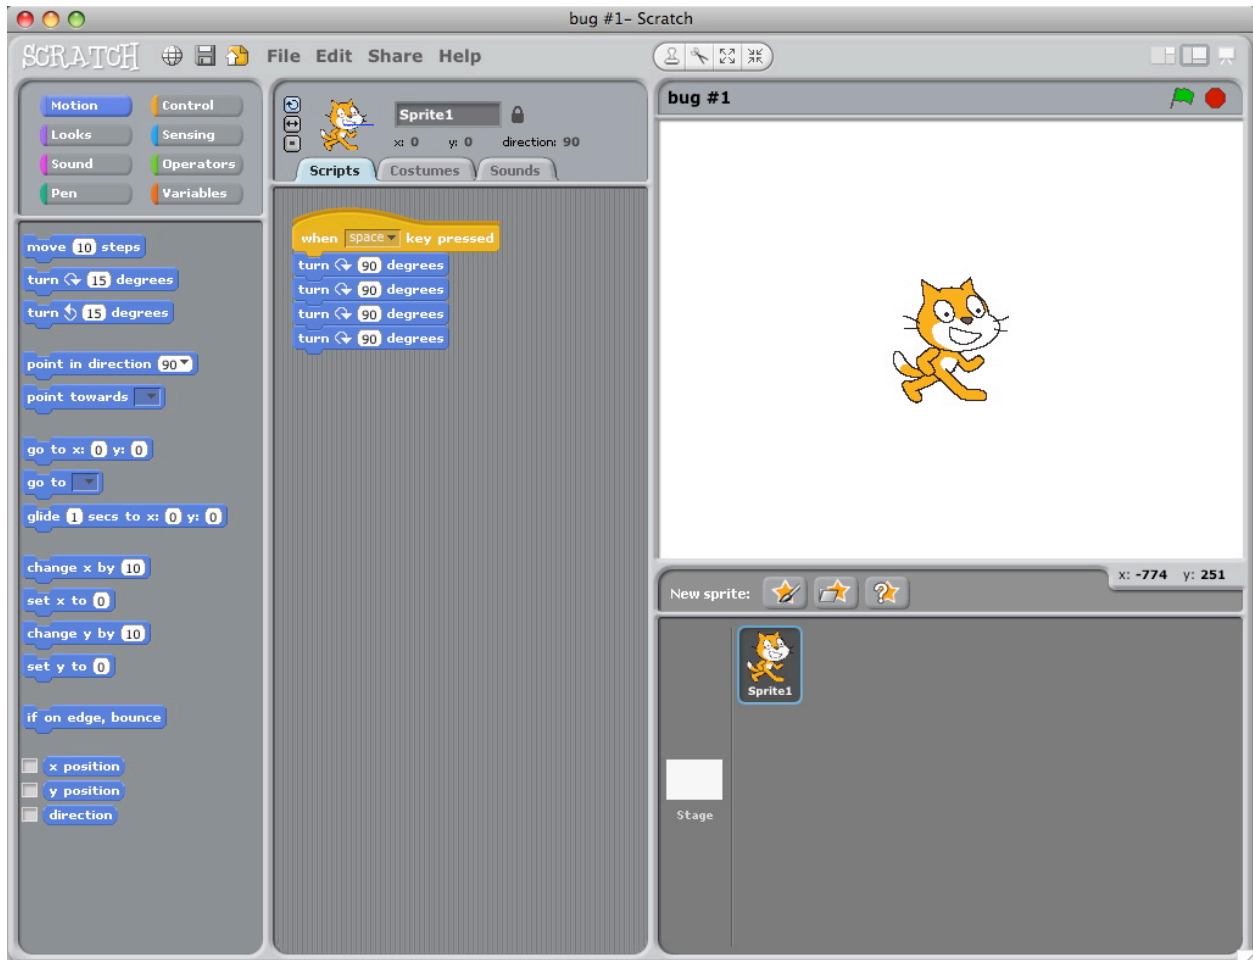 bug #1– Scratch
SCRATCH File Edit Share Help
Motion Control
Looks Sensing
Sound Operators
Pen Variables
move 10 steps
turn 15 degrees
turn 15 degrees
point in direction 90
point towards
go to x: 0 y: 0
go to
glide 1 secs to x: 0 y: 0
change x by 10
set x to 0
change y by 10
set y to 0
if on edge, bounce
x position
y position
direction
Sprite1
x: 0 y: 0 direction: 90
Scripts Costumes Sounds
when space key pressed
turn 90 degrees
turn 90 degrees
turn 90 degrees
turn 90 degrees
bug #1
x: -774 y: 251
New sprite:
Sprite1
Stage